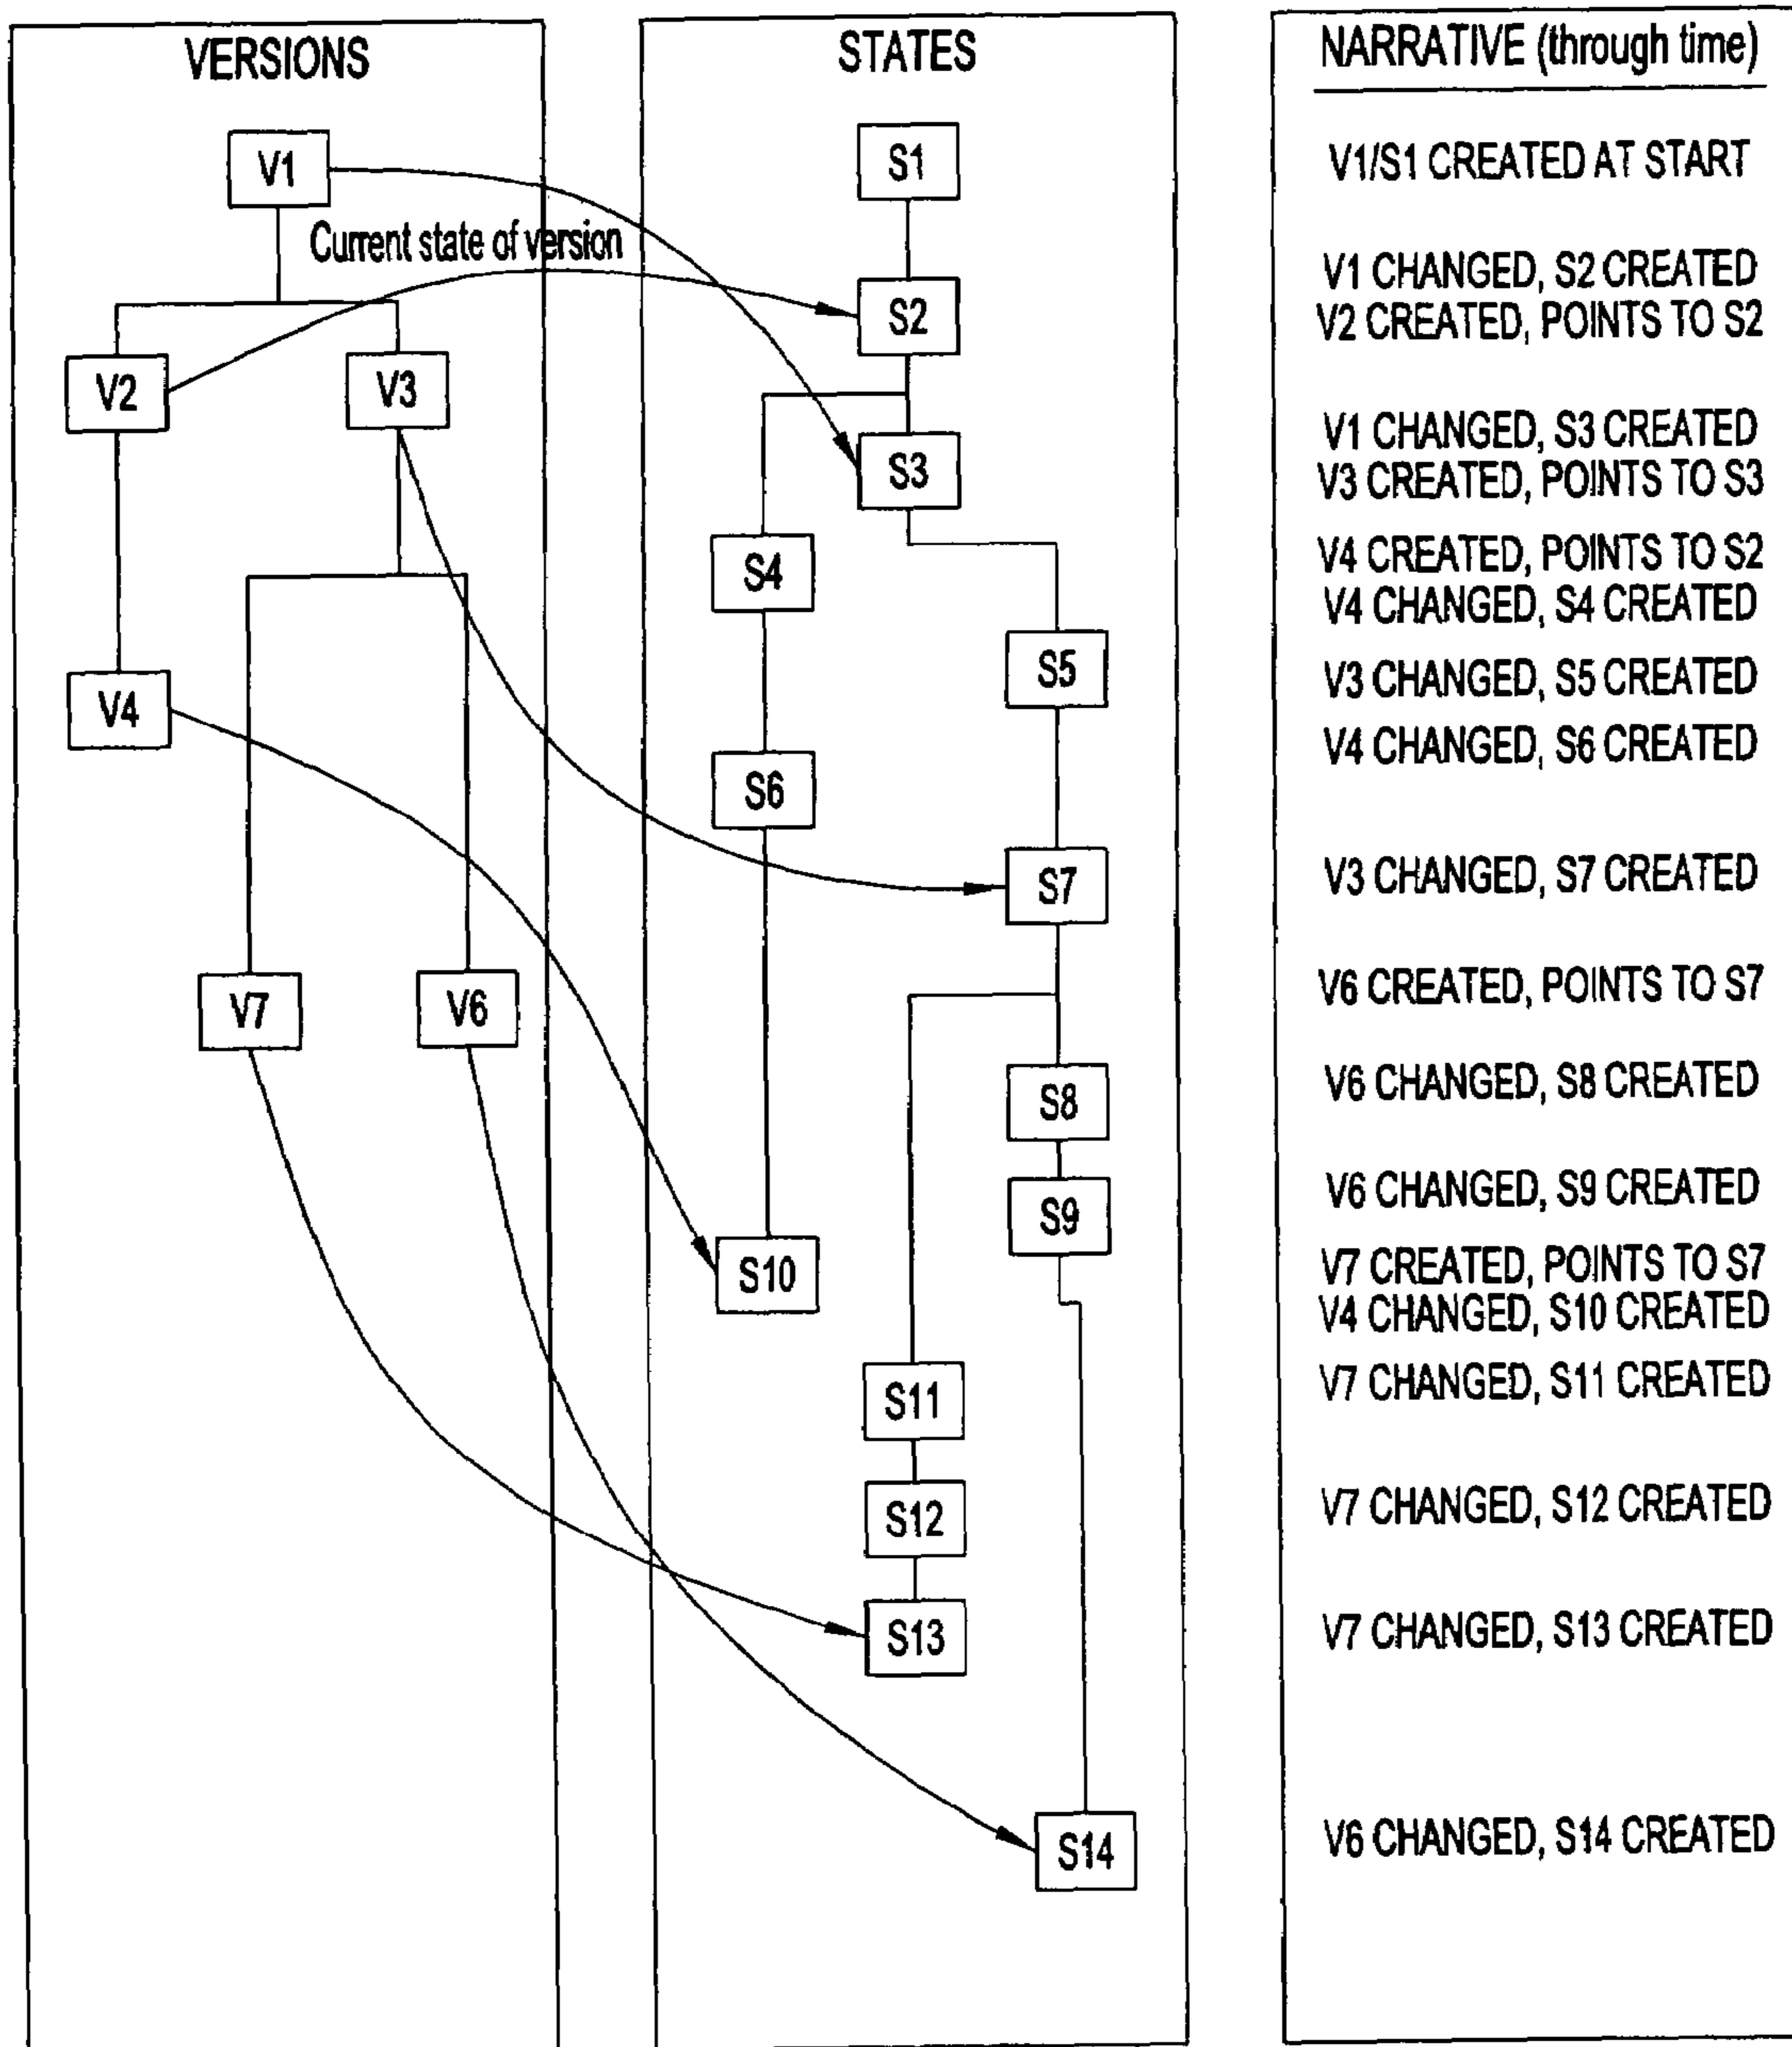 VERSIONS
V1
Current state of version
V2
V3
V4
V7
V6
STATES
S1
S2
S3
S4
S5
S6
S7
S8
S9
S10
S11
S12
S13
S14
NARRATIVE (through time)
V1/S1 CREATED AT START
V1 CHANGED, S2 CREATED
V2 CREATED, POINTS TO S2
V1 CHANGED, S3 CREATED
V3 CREATED, POINTS TO S3
V4 CREATED, POINTS TO S2
V4 CHANGED, S4 CREATED
V3 CHANGED, S5 CREATED
V4 CHANGED, S6 CREATED
V3 CHANGED, S7 CREATED
V6 CREATED, POINTS TO S7
V6 CHANGED, S8 CREATED
V6 CHANGED, S9 CREATED
V7 CREATED, POINTS TO S7
V4 CHANGED, S10 CREATED
V7 CHANGED, S11 CREATED
V7 CHANGED, S12 CREATED
V7 CHANGED, S13 CREATED
V6 CHANGED, S14 CREATED